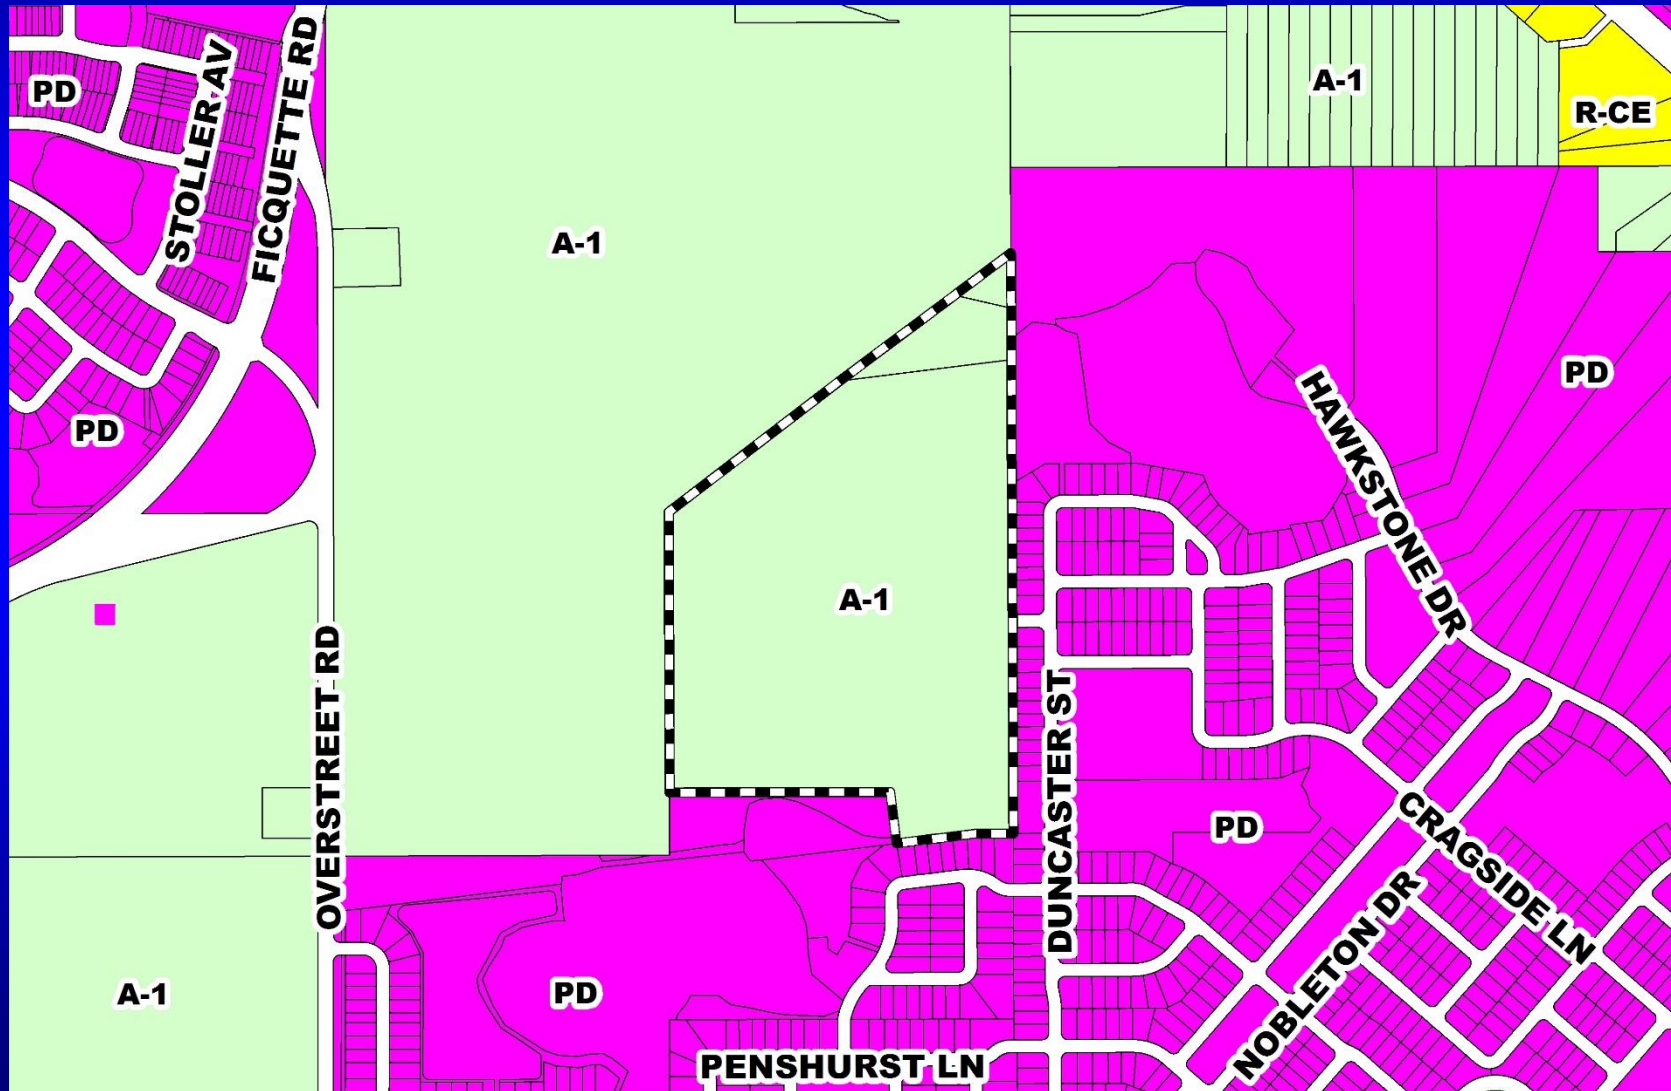 A-1
PD
R-CE
STOLLER AV
FICQUETTE RD
A-1
PD
PD
HAWKSTONE DR
A-1
OVERSTREET RD
DUNCASTER ST
PD
CRAGSIDE LN
NOBLETON DR
A-1
PD
PENSHURST LN